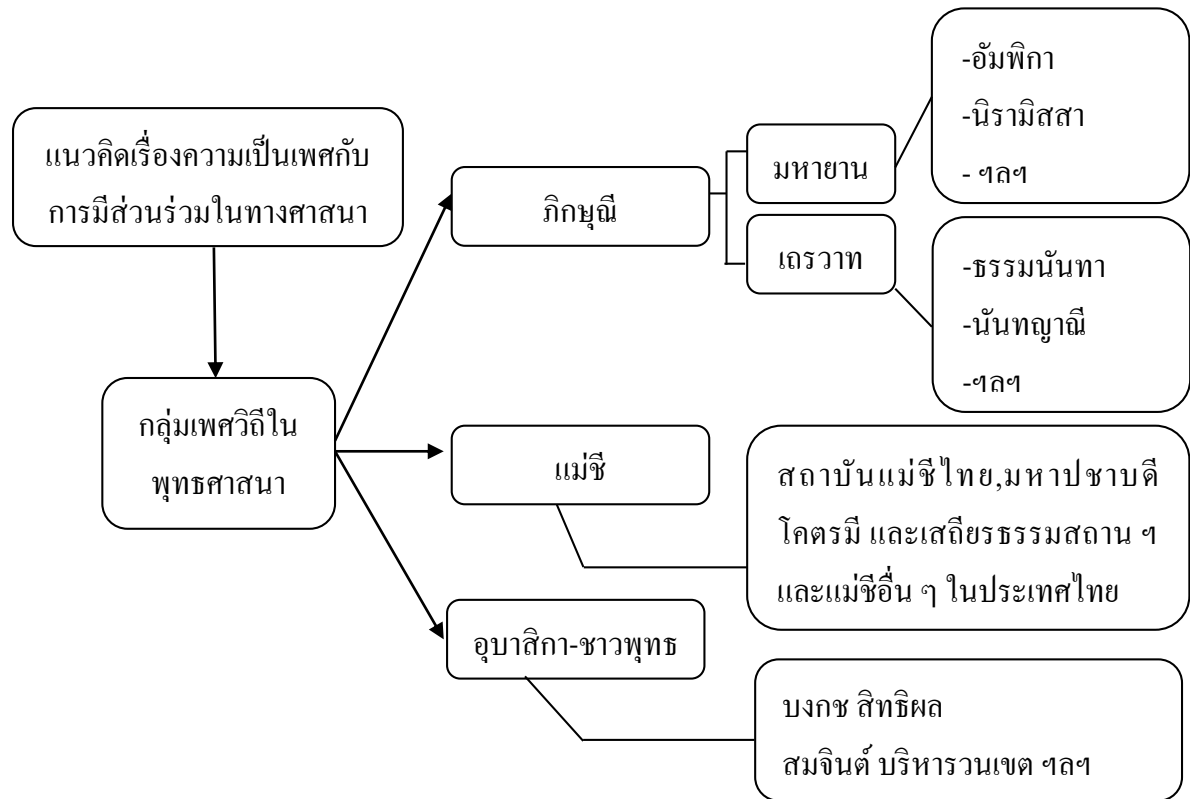 แนวคิดเรื่องความเป็นเพศกับ
การมีส่วนร่วมในทางศาสนา
กลุ่มเพศวิถีใน
พุทธศาสนา
ภิกษุณี
มหายาน
-อัมพิกา
-นิรามิสสา
- ฯลฯ
เถรวาท
-ธรรมนันทา
-นันทญาณี
-ฯลฯ
แม่ชี
สถาบันแม่ชีไทย,มหาปชาบดี
โคตรมี และเสถียรธรรมสถาน ฯ
และแม่ชีอื่น ๆ ในประเทศไทย
อุบาสิกา-ชาวพุทธ
บงกช สิทธิผล
สมจินต์ บริหารวนเขต ฯลฯ